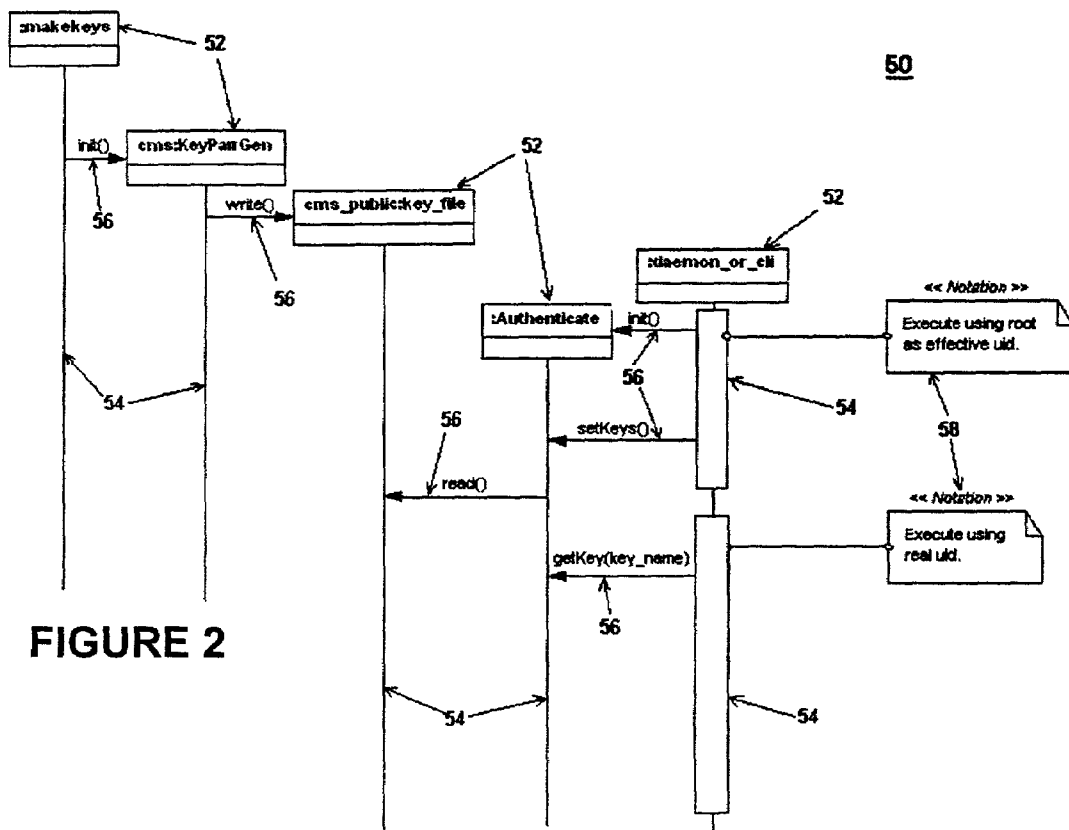 :makekeys
52
50
init()
cms:KeyPairGen
52
56
write()
cms_public:key_file
52
:daemon_or_cli
56
<< Notation >>
:Authenticate
init()
Execute using root
as effective uid.
56
54
54
58
56
setKeys()
read()
<< Notation >>
Execute using
real uid.
getKey(key_name)
56
FIGURE 2
54
54